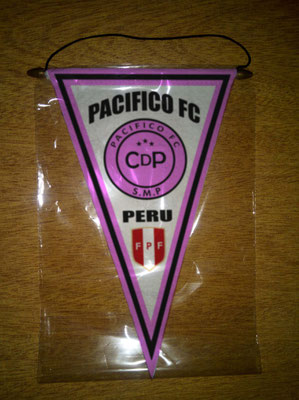 PACIFICO FC
PACIFICO FC
CDP
S.M.P
PERU
FPF